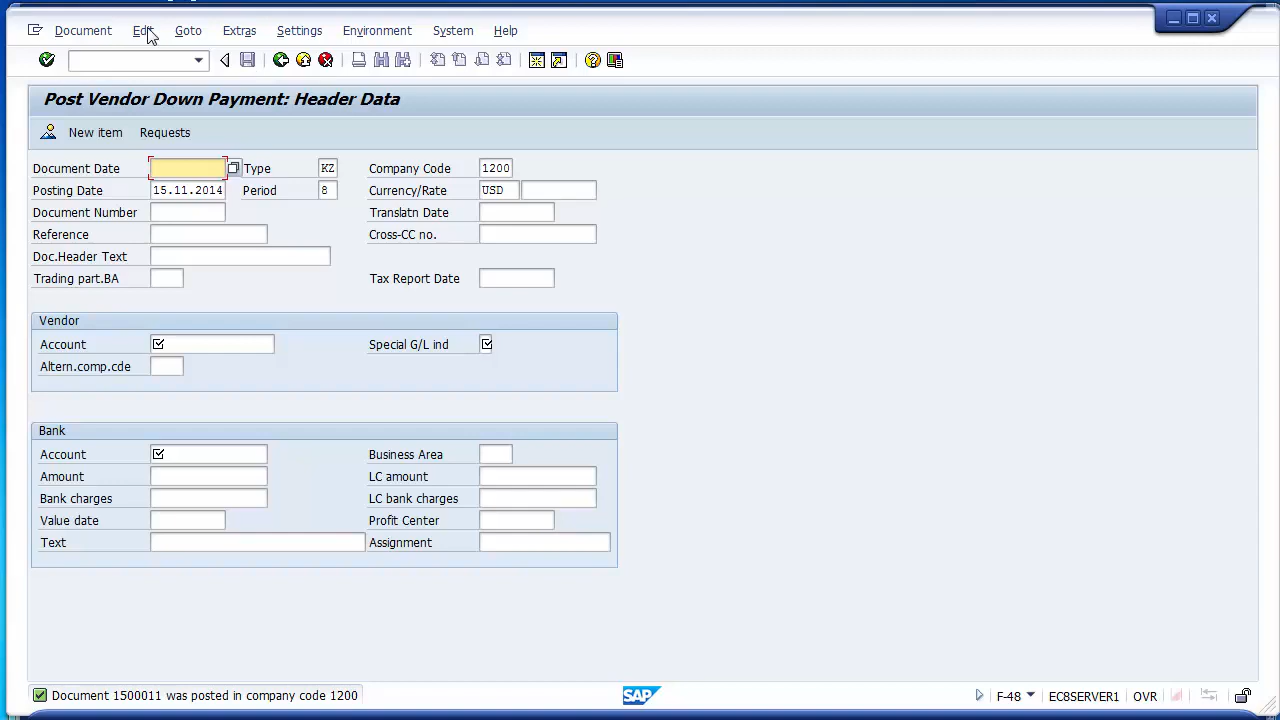 Document Edit Goto Extras Settings Environment System Help
Post Vendor Down Payment: Header Data
New item Requests
Document Date Type KZ Company Code 1200
Posting Date 15.11.2014 Period 8 Currency/Rate USD
Document Number Translatn Date
Reference Cross-CC no.
Doc.Header Text
Trading part.BA Tax Report Date
Vendor
Account Special G/L ind
Altern.comp.cde
Bank
Account Business Area
Amount LC amount
Bank charges LC bank charges
Value date Profit Center
Text Assignment
Document 1500011 was posted in company code 1200 SAP F-48 EC8SERVER1 OVR